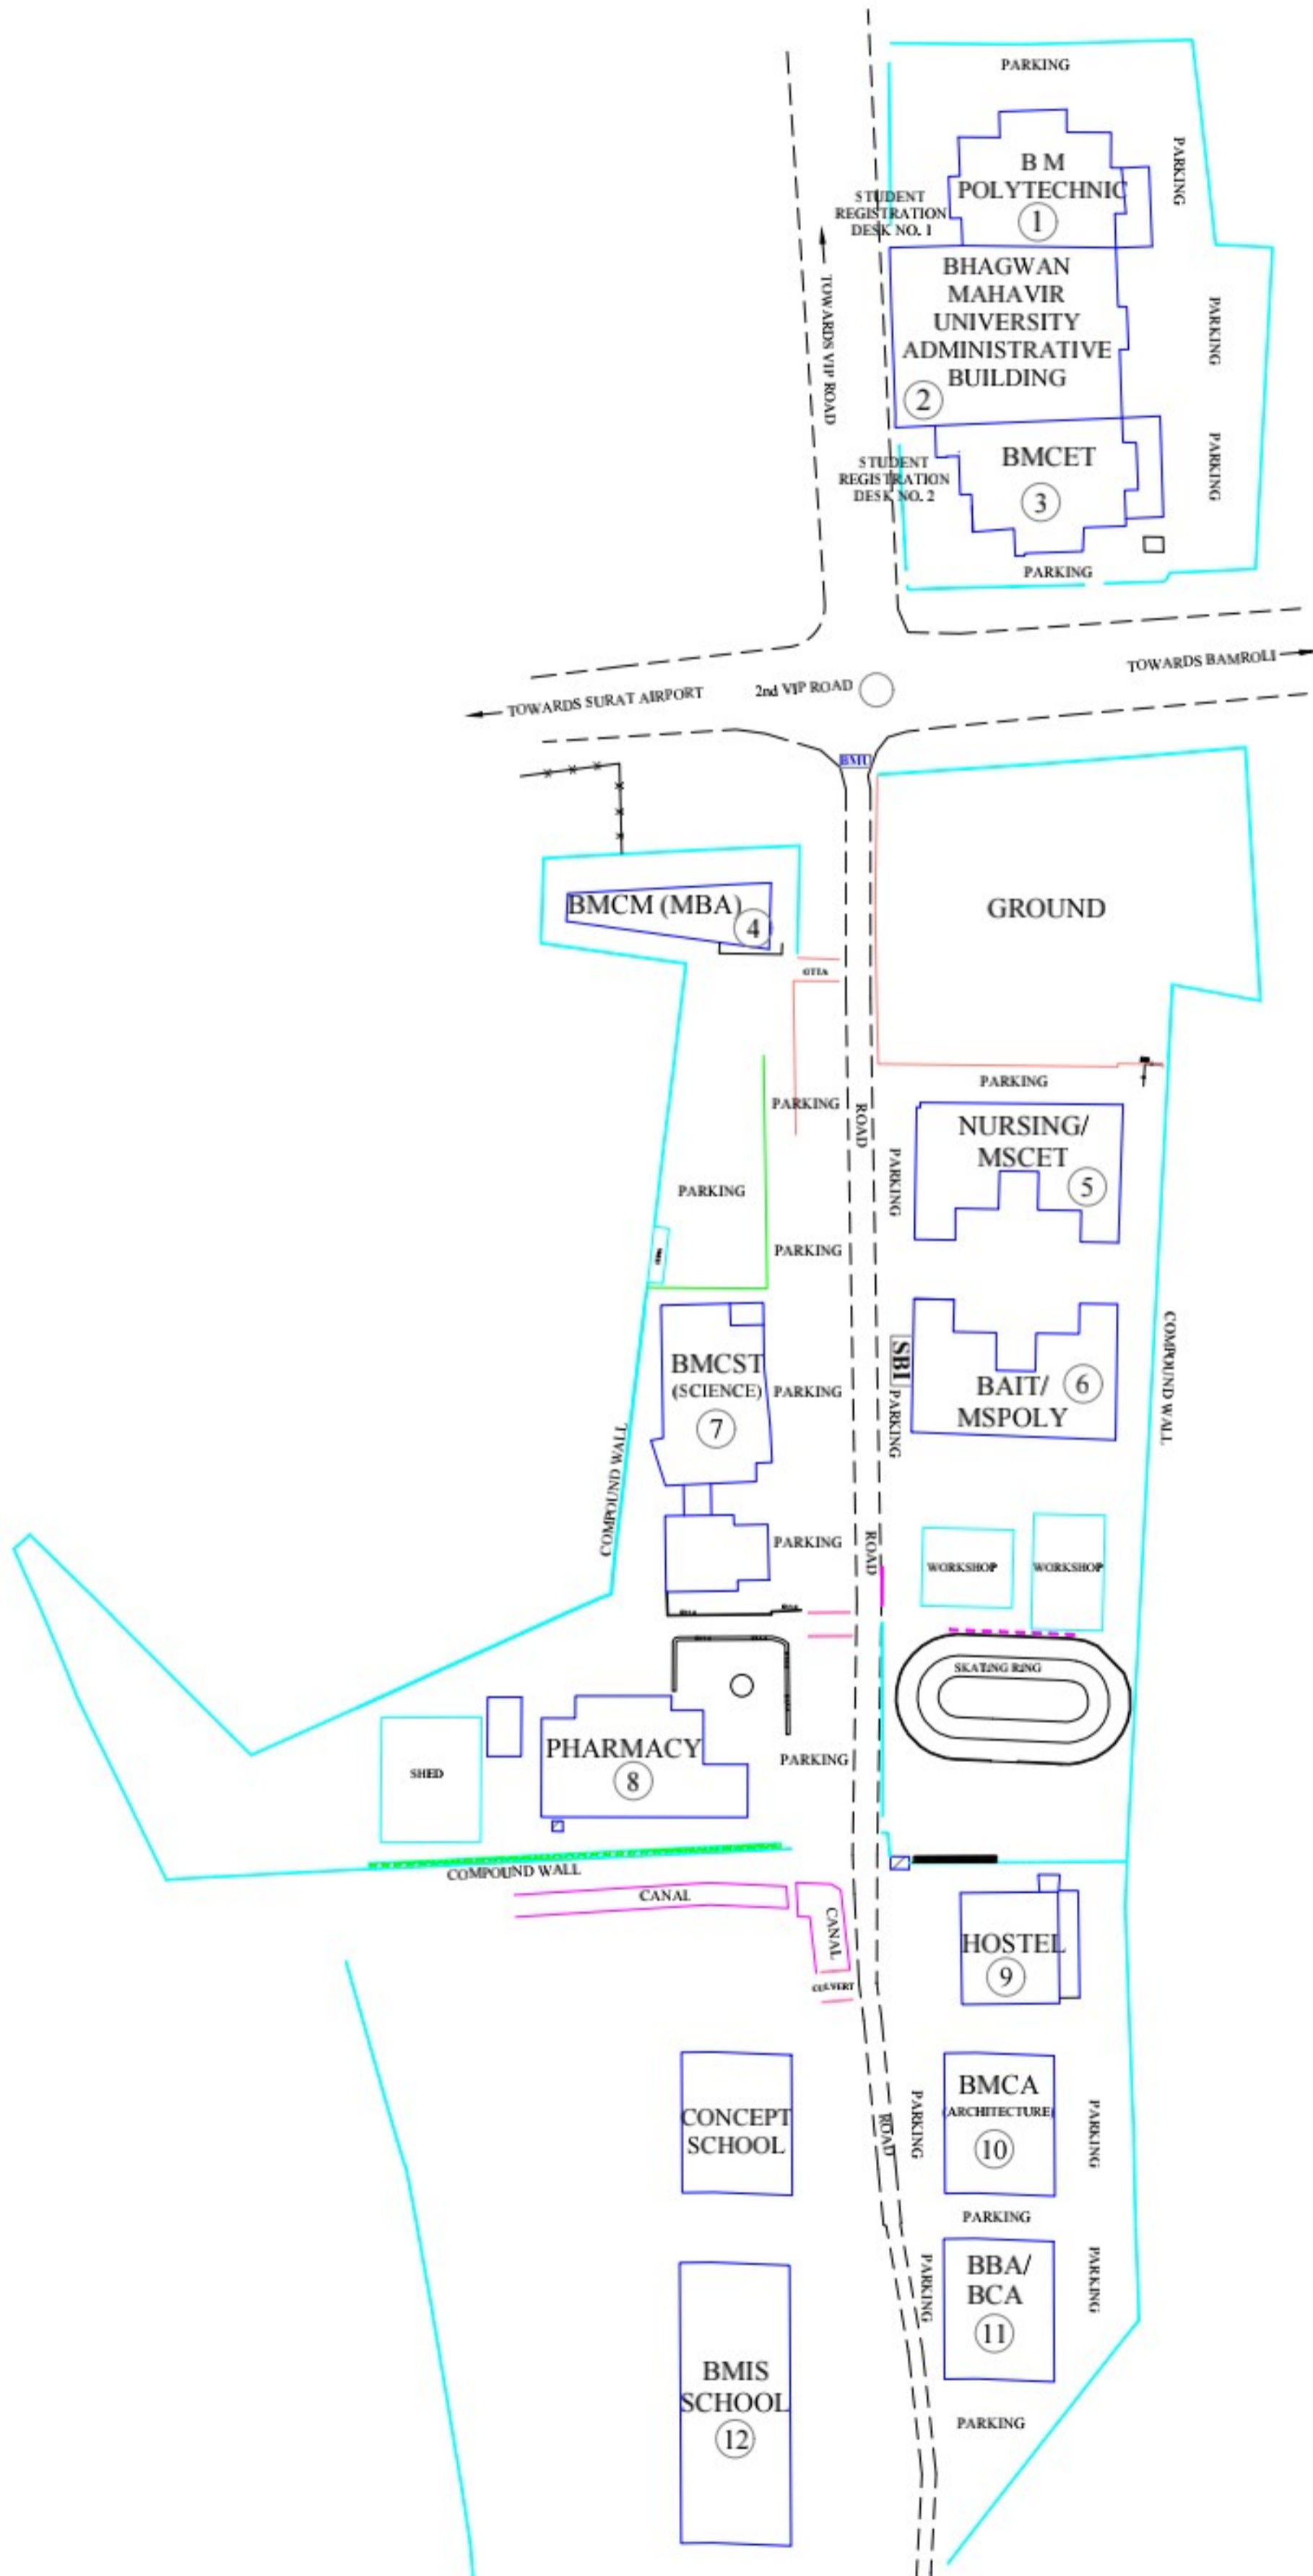 PARKING
B M
POLYTECHNIC
1
PARKING
STUDENT
REGISTRATION
DESK NO. 1
BHAGWAN
MAHAVIR
UNIVERSITY
ADMINISTRATIVE
BUILDING
2
TOWARDS VIP ROAD
PARKING
BMCET
3
PARKING
STUDENT
REGISTRATION
DESK NO. 2
PARKING
TOWARDS BAMROLI
2nd VIP ROAD
TOWARDS SURAT AIRPORT
BMU
BMCM (MBA)
4
GROUND
OTTA
PARKING
PARKING
ROAD
NURSING/
MSCET
5
PARKING
PARKING
PARKING
BMCST
(SCIENCE)
7
PARKING
SBI
PARKING
BAIT/
MSPOLY
6
COMPOUND WALL
COMPOUND WALL
PARKING
ROAD
WORKSHOP
WORKSHOP
SKATING RING
PHARMACY
8
PARKING
SHED
COMPOUND WALL
CANAL
CANAL
CULVERT
HOSTEL
9
CONCEPT
SCHOOL
ROAD
PARKING
BMCA
(ARCHITECTURE)
10
PARKING
PARKING
PARKING
BBA/
BCA
11
PARKING
BMIS
SCHOOL
12
PARKING